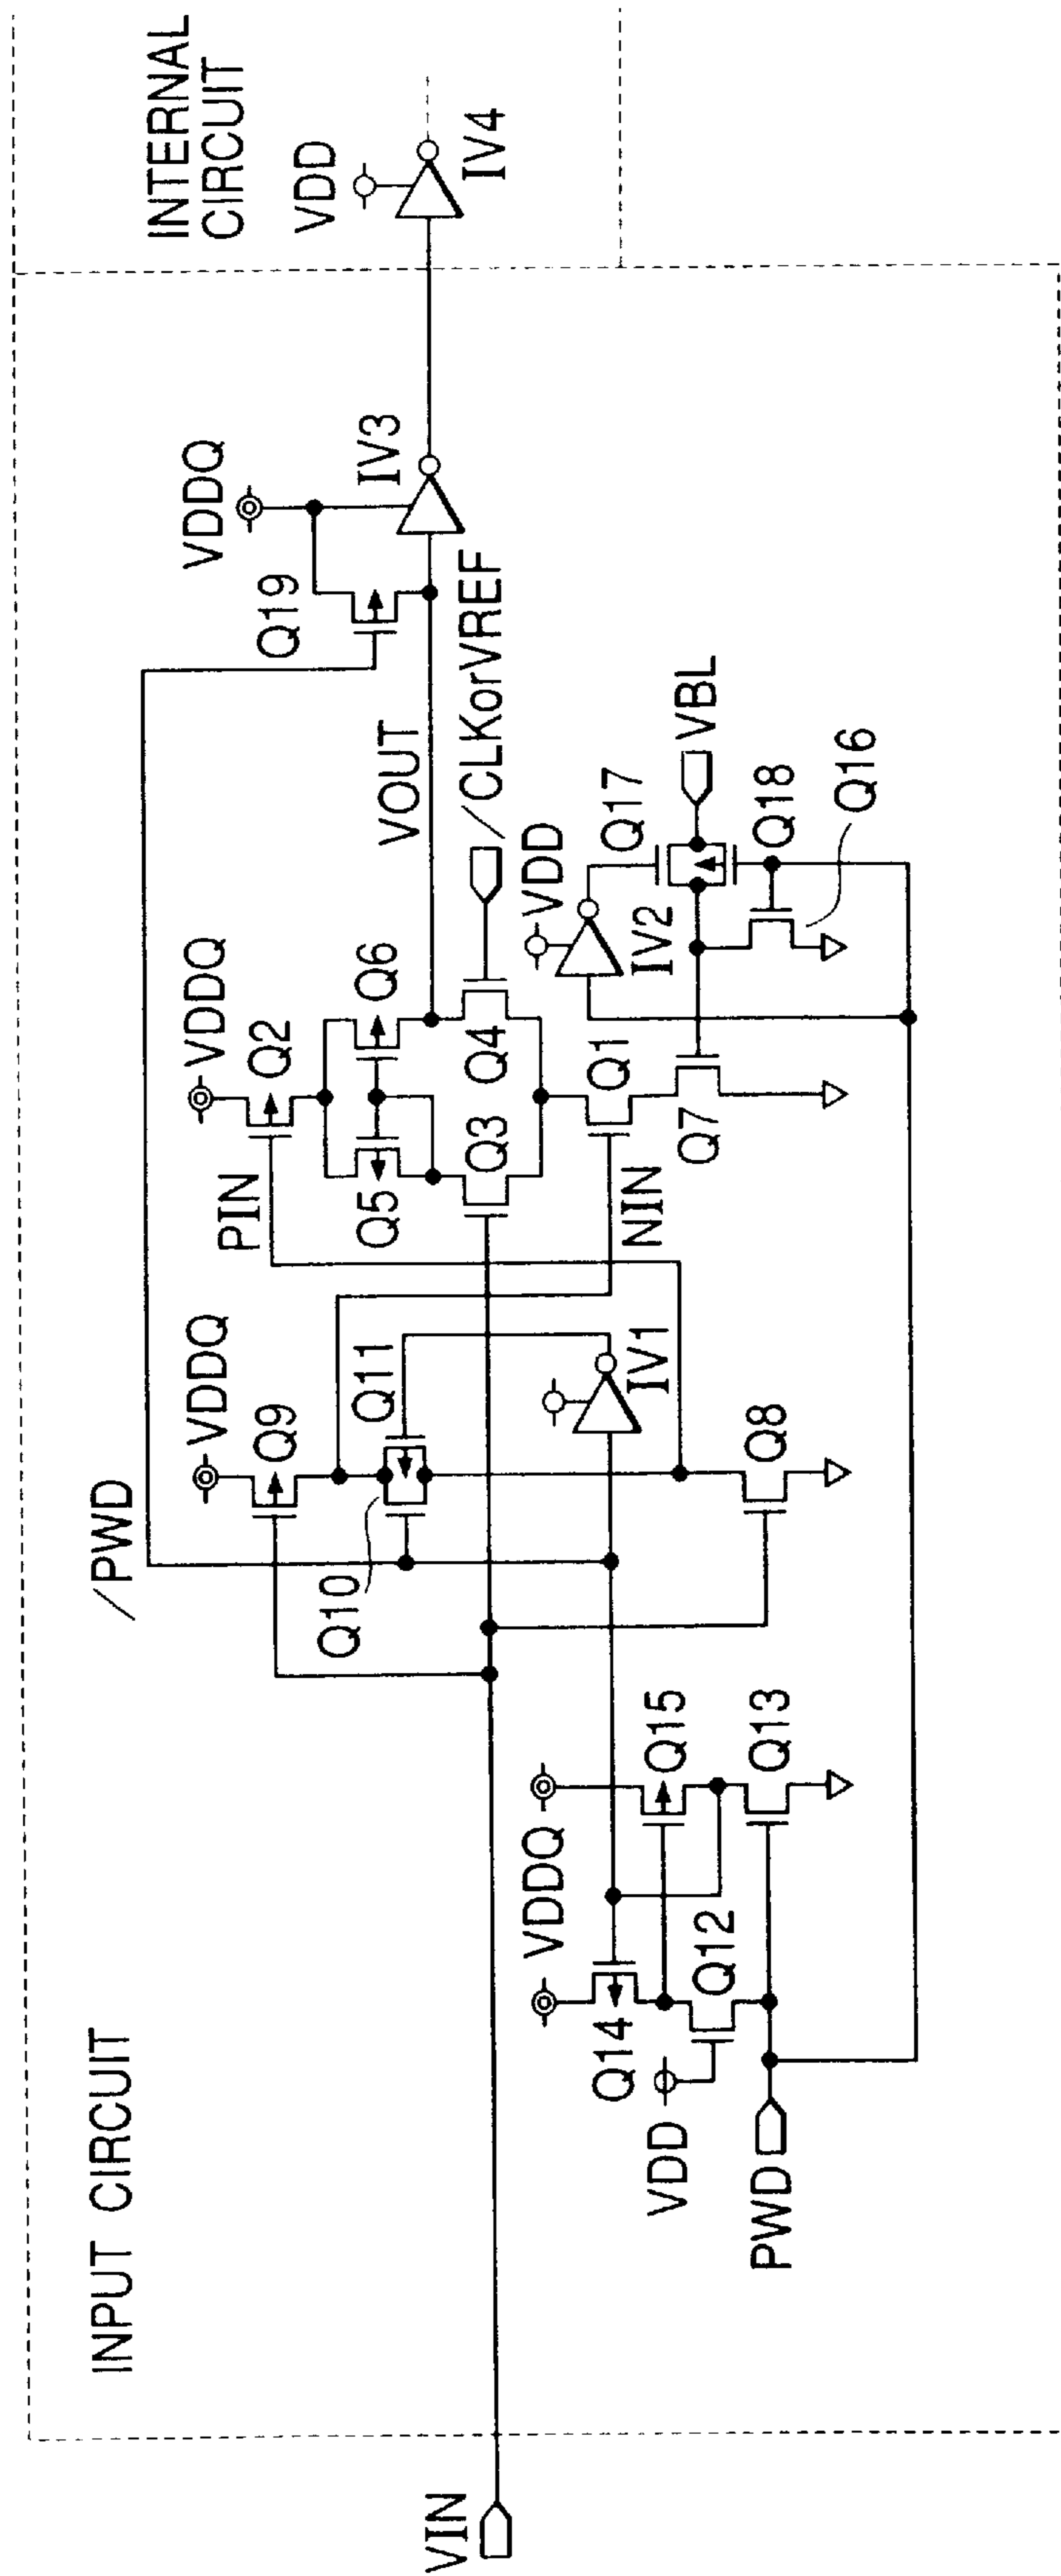 INPUT CIRCUIT
INTERNAL
CIRCUIT
/PWD
VDDQ
Q9
Q11
Q10
VDDQ
Q2
PIN
Q5
Q6
VOUT
VDDQ
Q19
IV3
VDD
IV4
/CLKorVREF
Q3
Q4
NIN
Q1
Q7
VDD
IV2
Q17
VBL
Q18
Q16
IV1
Q8
VIN
VDDQ
Q14
Q15
VDD
Q12
Q13
PWD